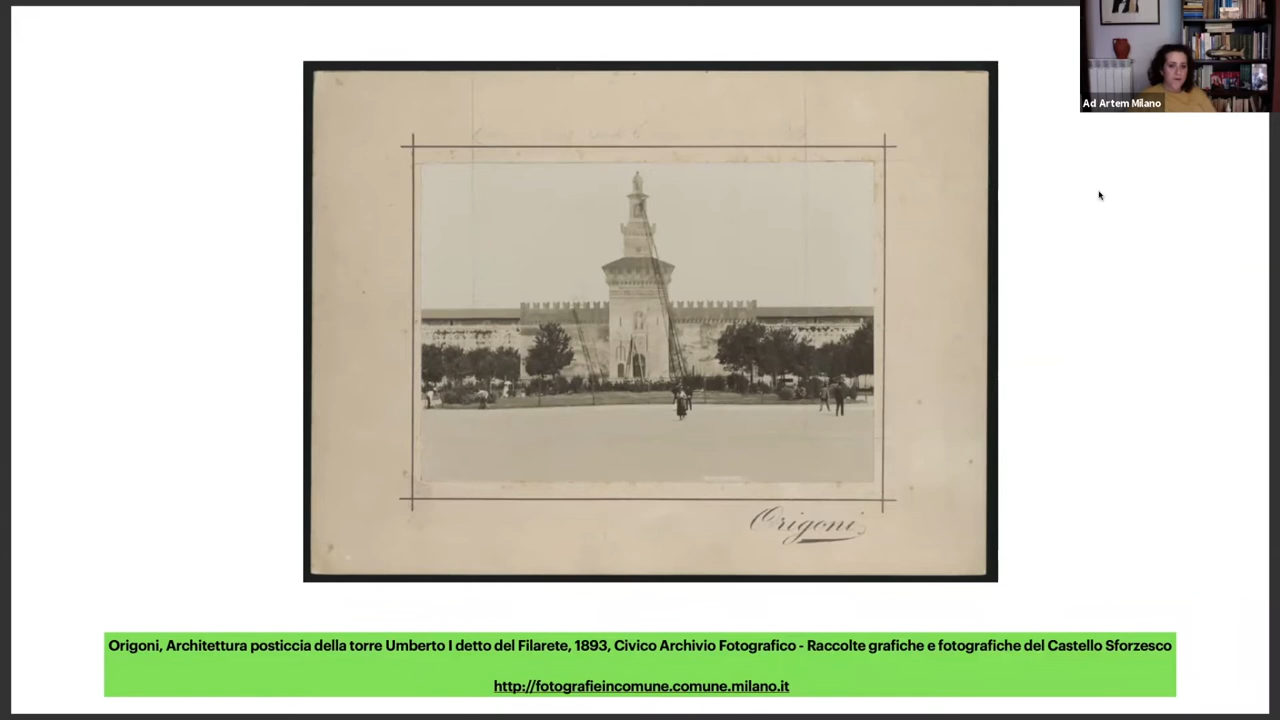 Ad Artem Milano
Origoni
Origoni, Architettura posticcia della torre Umberto I detto del Filarete, 1893, Civico Archivio Fotografico - Raccolte grafiche e fotografiche del Castello Sforzesco
http://fotografieincomune.comune.milano.it